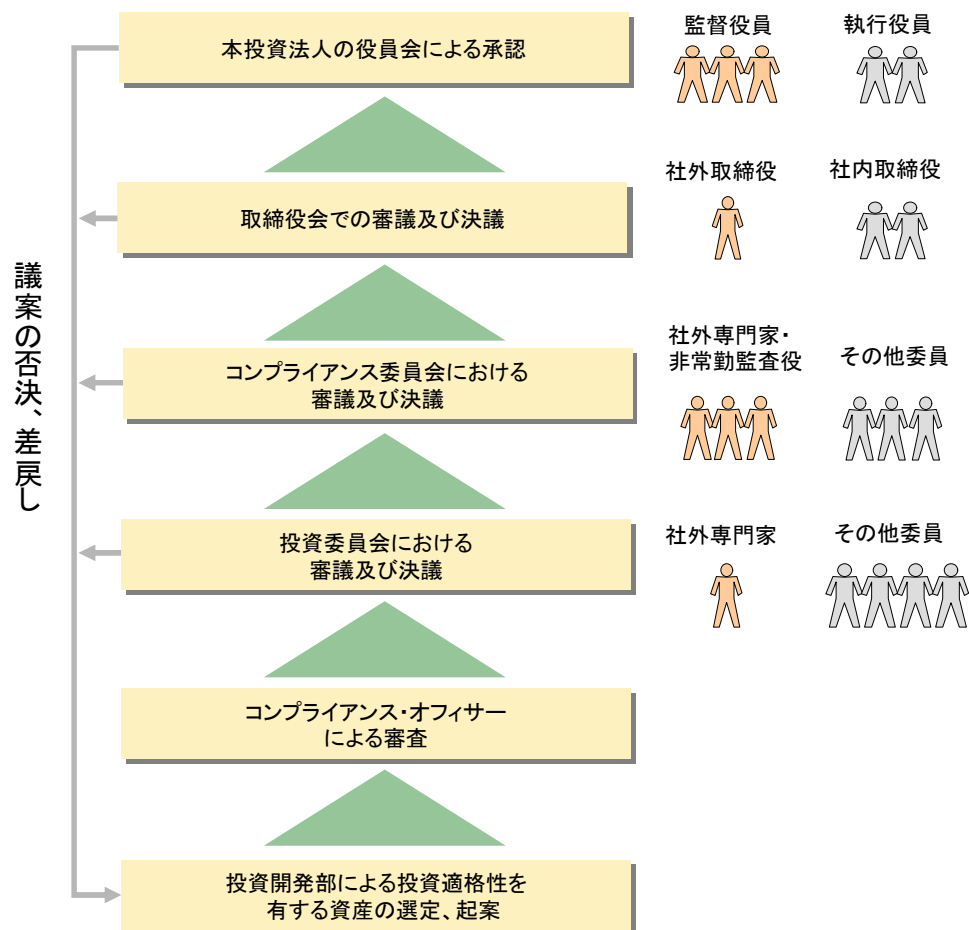 監督役員
執行役員
本投資法人の役員会による承認
社外取締役
社内取締役
取締役会での審議及び決議
議案の否決、差戻し
社外専門家・
非常勤監査役
その他委員
コンプライアンス委員会における
審議及び決議
社外専門家
その他委員
投資委員会における
審議及び決議
コンプライアンス・オフィサー
による審査
投資開発部による投資適格性を
有する資産の選定、起案